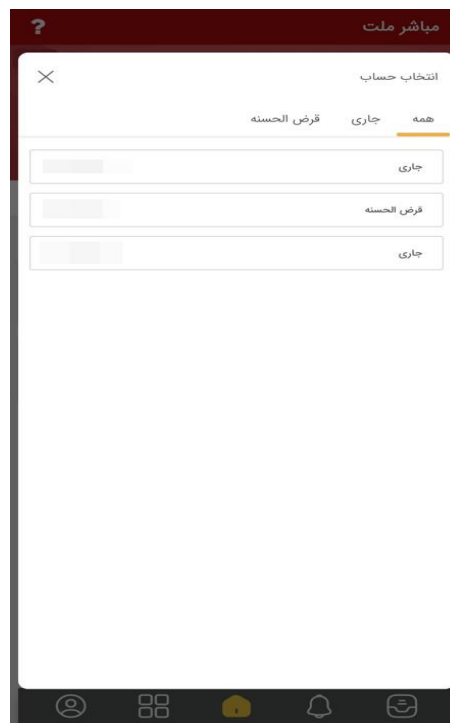 مباشر ملت ?
انتخاب حساب
همه جاری قرض الحسنه
جاری
قرض الحسنه
جاری